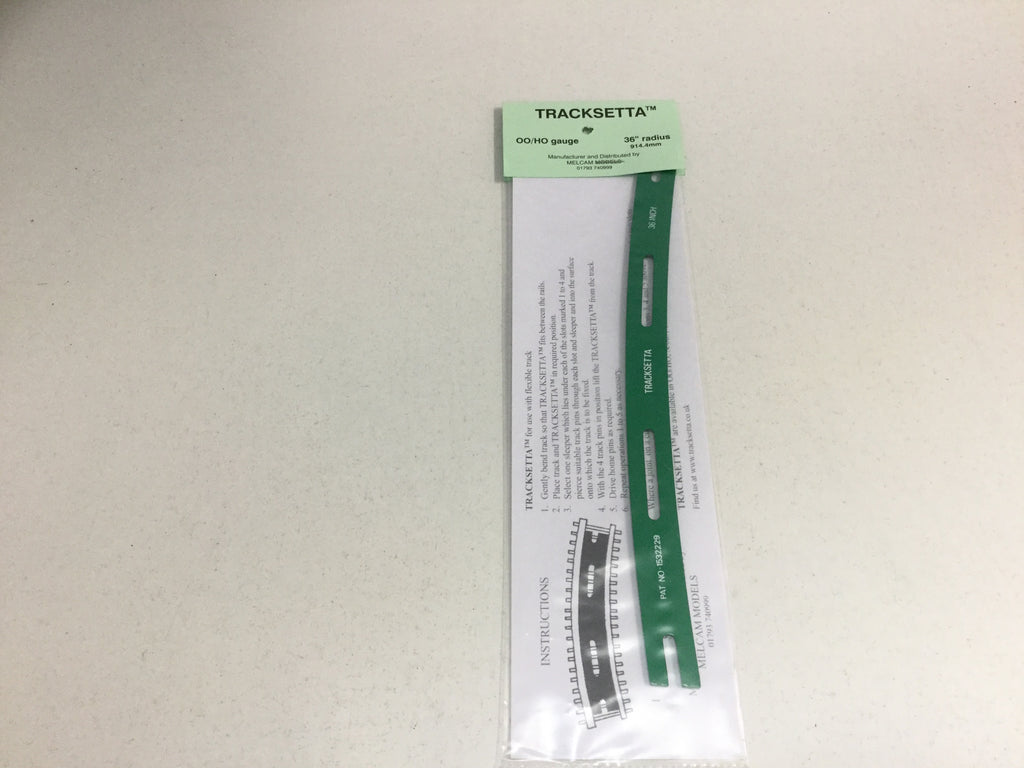 TRACKSETTA™
OO/HO gauge
36" radius
914.4mm
Manufacturer and Distributed by
MELCAM MODELS
01793 740999
36 INCH
TRACKSETTA
PAT NO 1532229
INSTRUCTIONS
TRACKSETTA™ for use with flexible track
1. Gently bend track so that TRACKSETTA™ fits between the rails.
2. Place track and TRACKSETTA™ in required position.
3. Select one sleeper which lies under each of the slots marked 1 to 4 and
pierce suitable track pins through each slot and sleeper and into the surface
onto which the track is to be fixed.
4. With the 4 track pins in position lift the TRACKSETTA™ from the track
5. Drive home pins as required.
6. Repeat operations 1 to 5 as necessary.
Where a joint on a
TRACKSETTA™ are available in
Find us at www.tracksetta.co.uk
MELCAM MODELS
01793 740999